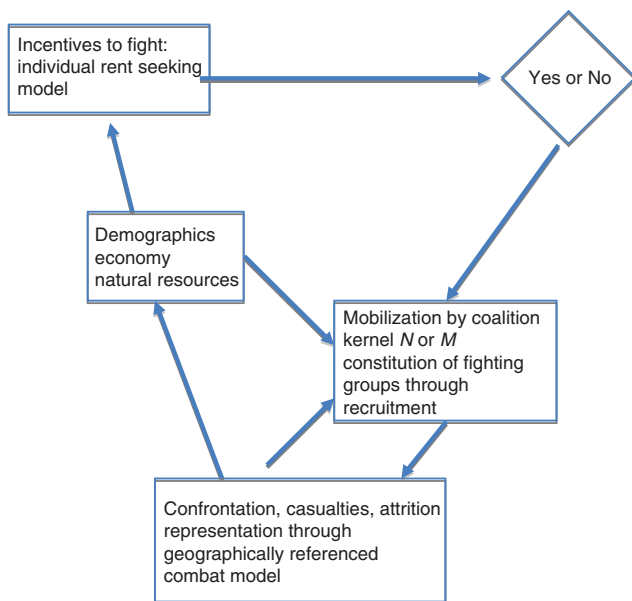 Incentives to fight:
individual rent seeking
model
Yes or No
Demographics
economy
natural resources
Mobilization by coalition
kernel N or M
constitution of fighting
groups through
recruitment
Confrontation, casualties, attrition
representation through
geographically referenced
combat model